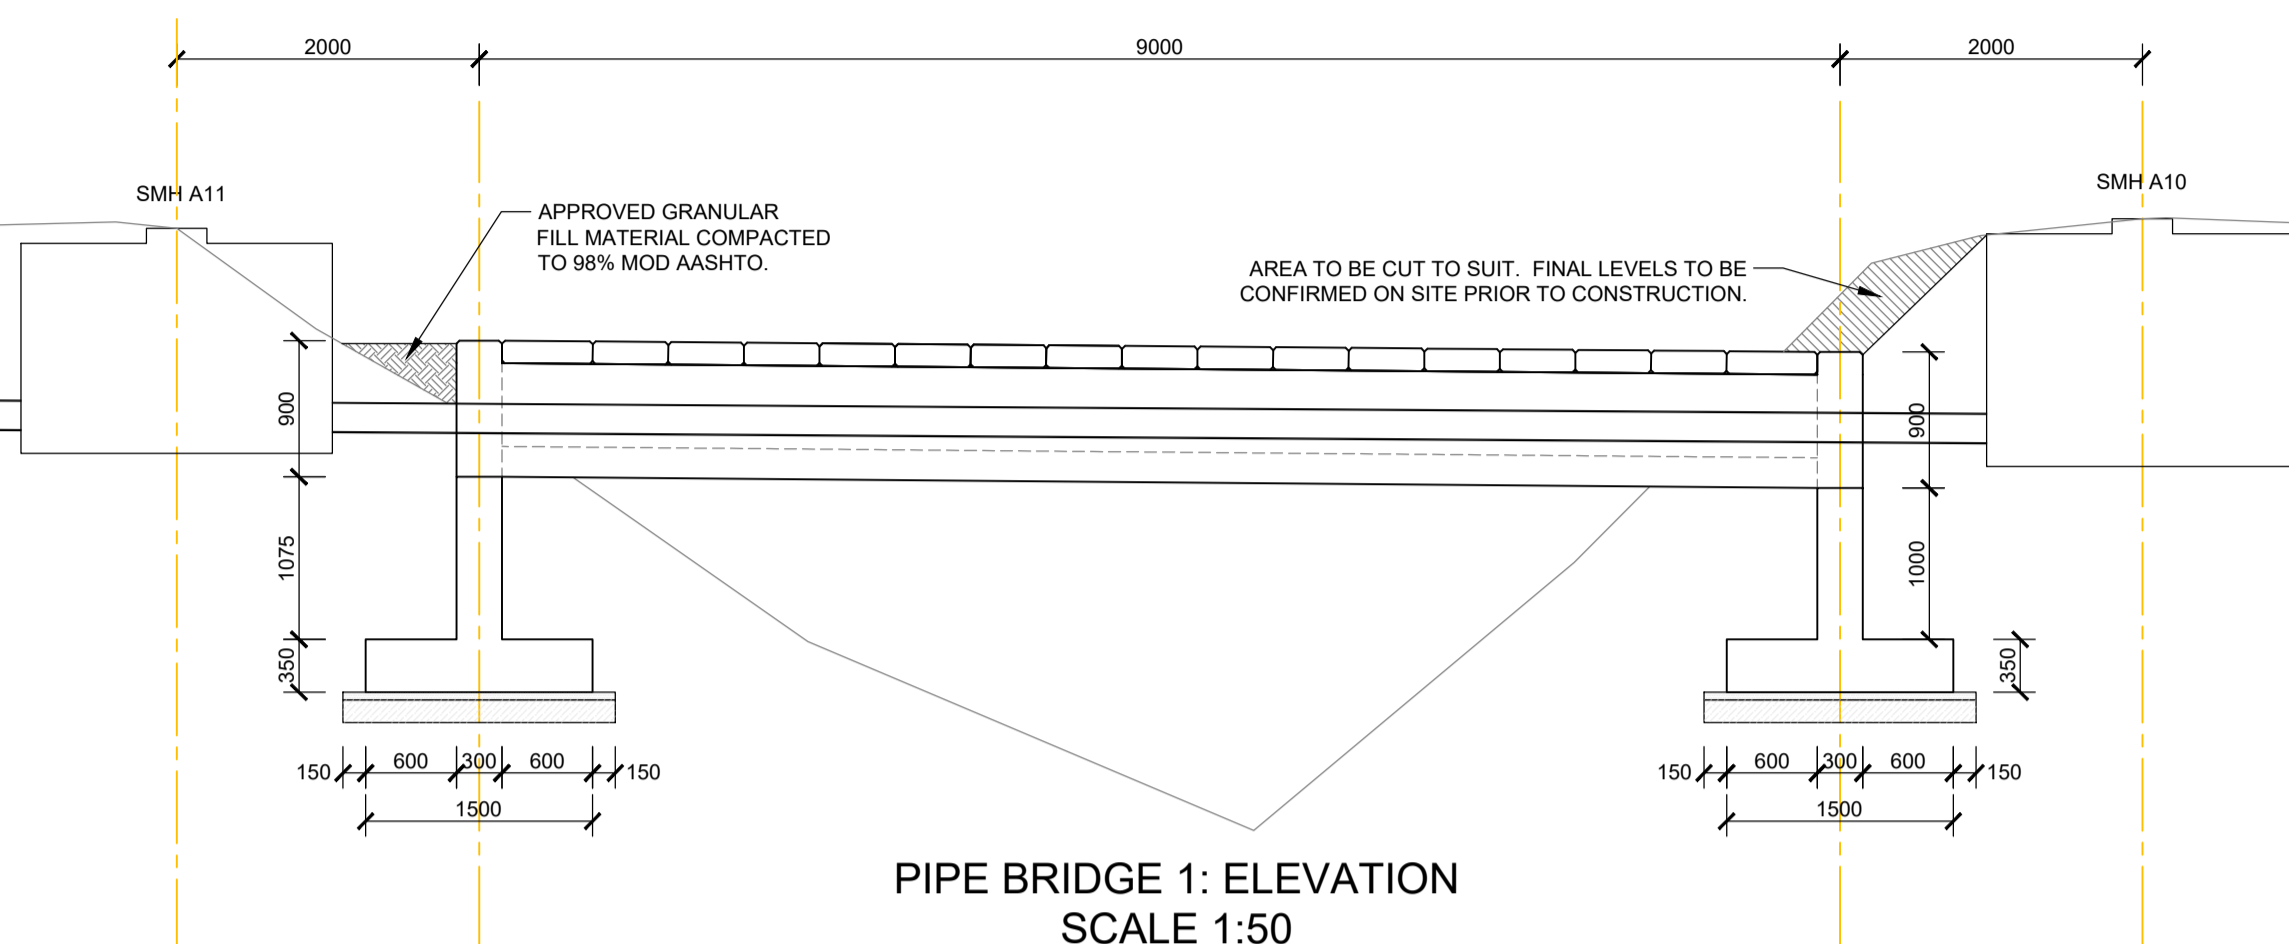 2000
9000
2000
SMH A11
SMH A10
APPROVED GRANULAR
FILL MATERIAL COMPACTED
TO 98% MOD AASHTO.
AREA TO BE CUT TO SUIT. FINAL LEVELS TO BE
CONFIRMED ON SITE PRIOR TO CONSTRUCTION.
900
900
1075
1000
350
350
150
600
300
600
150
150
600
300
600
150
1500
1500
PIPE BRIDGE 1: ELEVATION
SCALE 1:50